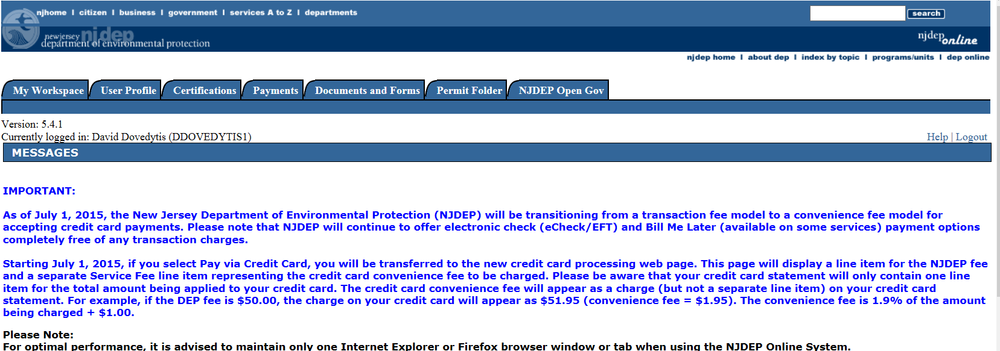 njhome | citizen | business | government | services A to Z | departments
search
newjersey njdep
department of environmental protection
njdep online
njdep home | about dep | index by topic | programs/units | dep online
My Workspace User Profile Certifications Payments Documents and Forms Permit Folder NJDEP Open Gov
Version: 5.4.1
Currently logged in: David Dovedytis (DDOVEDYTIS1)
Help | Logout
MESSAGES
IMPORTANT:
As of July 1, 2015, the New Jersey Department of Environmental Protection (NJDEP) will be transitioning from a transaction fee model to a convenience fee model for
accepting credit card payments. Please note that NJDEP will continue to offer electronic check (eCheck/EFT) and Bill Me Later (available on some services) payment options
completely free of any transaction charges.
Starting July 1, 2015, if you select Pay via Credit Card, you will be transferred to the new credit card processing web page. This page will display a line item for the NJDEP fee
and a separate Service Fee line item representing the credit card convenience fee to be charged. Please be aware that your credit card statement will only contain one line
item for the total amount being applied to your credit card. The credit card convenience fee will appear as a charge (but not a separate line item) on your credit card
statement. For example, if the DEP fee is $50.00, the charge on your credit card will appear as $51.95 (convenience fee = $1.95). The convenience fee is 1.9% of the amount
being charged + $1.00.
Please Note:
For optimal performance, it is advised to maintain only one Internet Explorer or Firefox browser window or tab when using the NJDEP Online System.